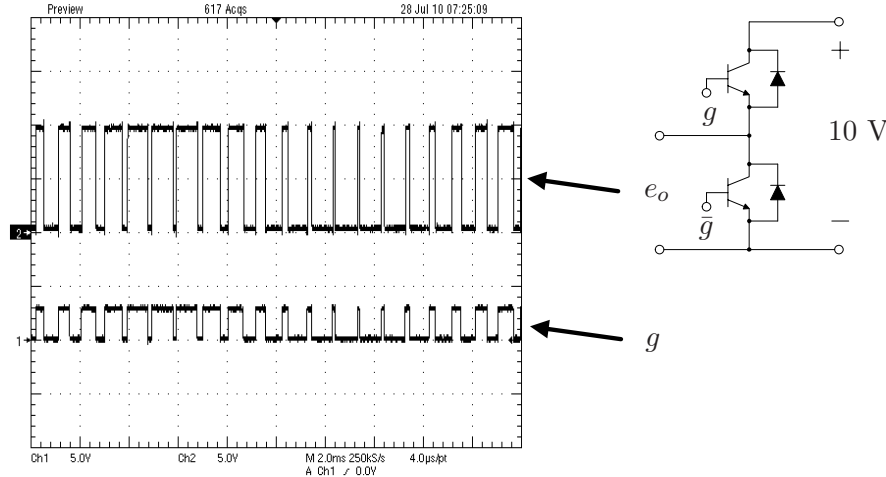 Preview 617 Acqs 28 Jul 10 07:25:09
+
g
10 V
2
e_o
ḡ
−
1
g
Ch1 5.0V Ch2 5.0V M 2.0ms 250kS/s 4.0µs/pt
A Ch1 ∕ 0.0V